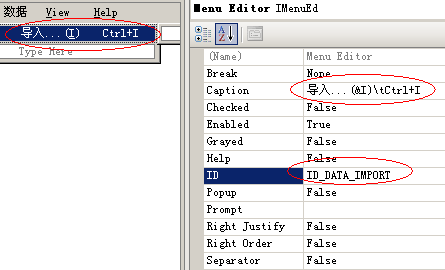 数据 View Help
导入...(I) Ctrl+I
Type Here
Menu Editor IMenuEd
(Name) Menu Editor
Break None
Caption 导入...(&I)\tCtrl+I
Checked False
Enabled True
Grayed False
Help False
ID ID_DATA_IMPORT
Popup False
Prompt
Right Justify False
Right Order False
Separator False